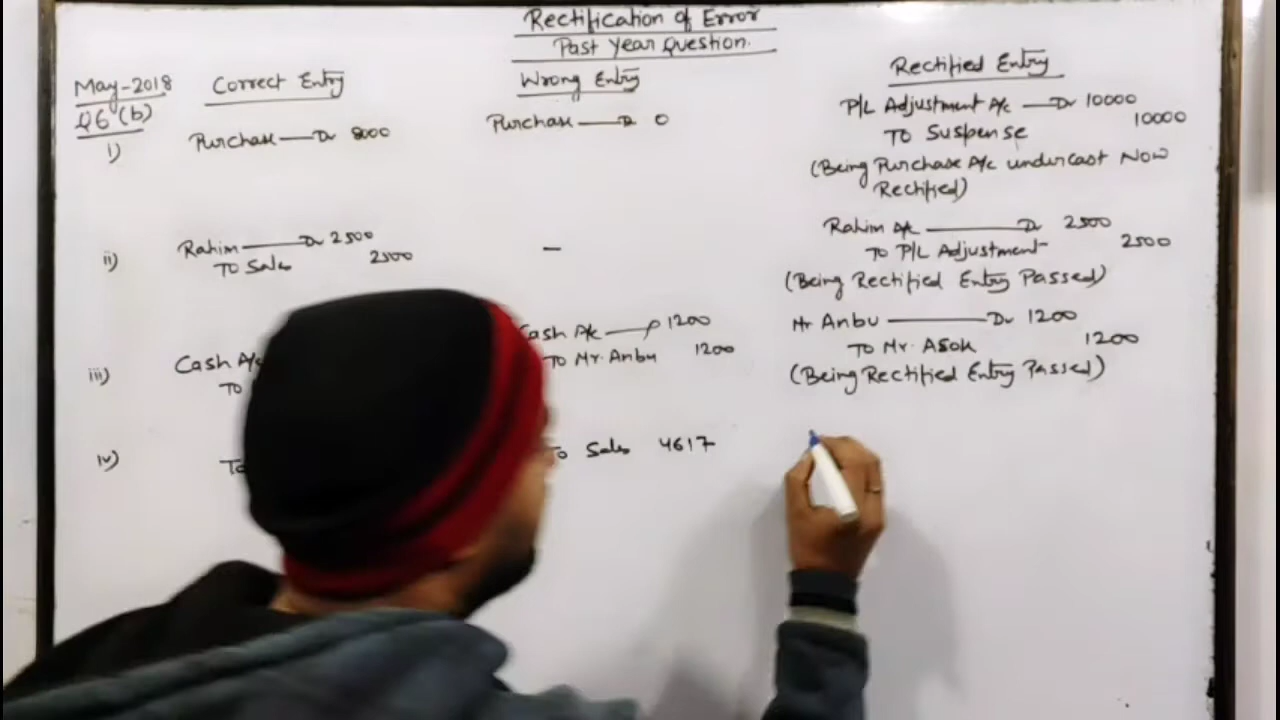 Rectification of Error
Past Year Question.
May-2018
Q6 (b)
Correct Entry
Wrong Entry
Rectified Entry
i)
Purchase — Dr 8000
Purchase — Dr 0
P/L Adjustment A/c — Dr 10000
To Suspense 10000
(Being Purchase A/c undercast Now
Rectified)
ii)
Rahim — Dr 2500
To Sales 2500
—
Rahim A/c — Dr 2500
To P/L Adjustment 2500
(Being Rectified Entry Passed)
iii)
Cash A/c
To
Cash A/c — Dr 1200
To Mr. Anbu 1200
Mr Anbu — Dr 1200
To Mr. Asok 1200
(Being Rectified Entry Passed)
iv)
To
To Sales 4617